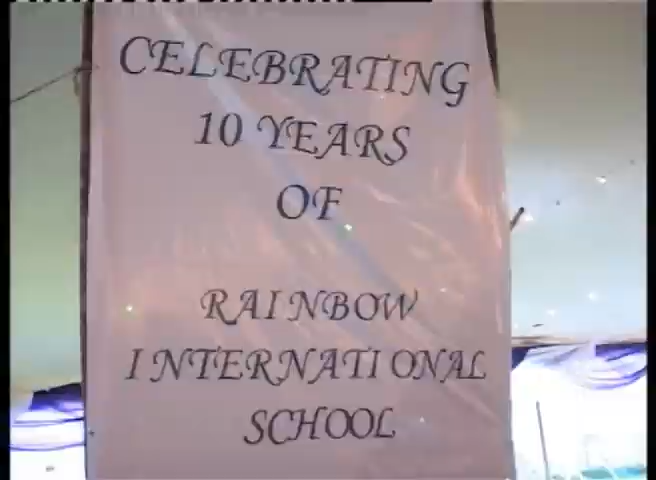 CELEBRATING
10 YEARS
OF
RAINBOW
INTERNATIONAL
SCHOOL